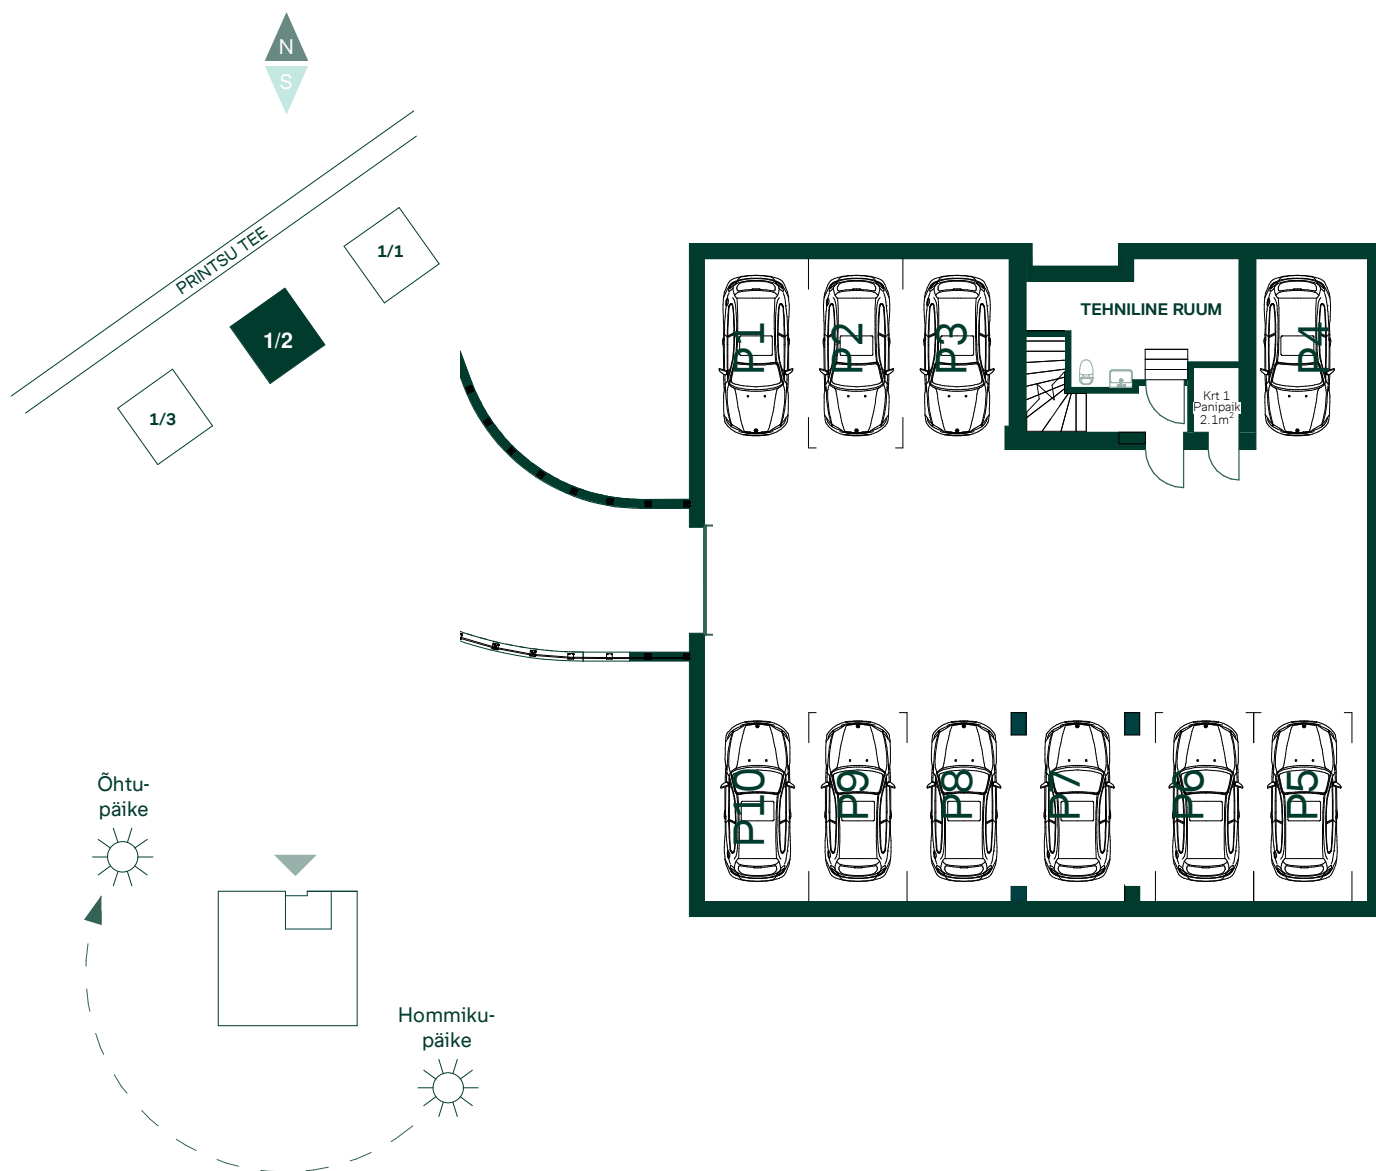 N
S
PRINTSU TEE
1/1
1/2
1/3
P1
P2
P3
TEHNILINE RUUM
P4
Krt 1
Panipaik
2.1m²
P10
P9
P8
P7
P6
P5
Õhtu-
päike
Hommiku-
päike